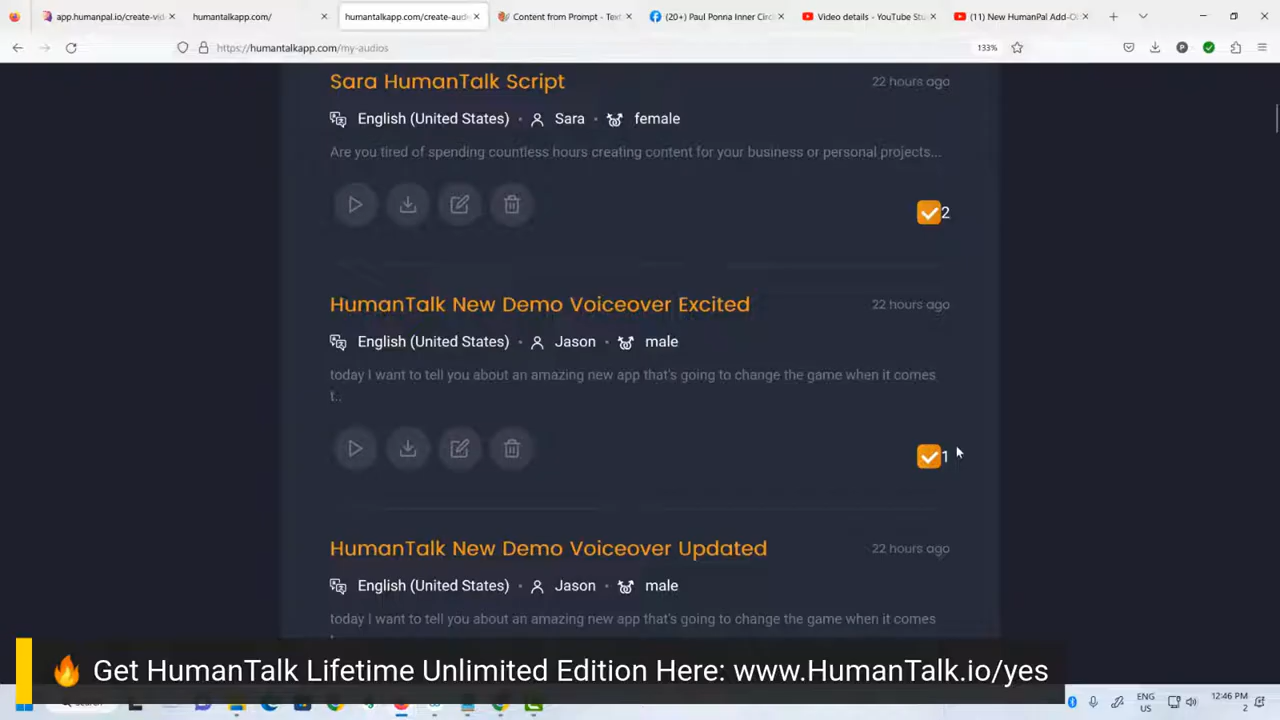 app.humanpal.io/create-vid
humantalkapp.com/
humantalkapp.com/create-audi
Content from Prompt - Text
(20+) Paul Ponna Inner Circ
Video details - YouTube Stu
(11) New HumanPal Add-O
https://humantalkapp.com/my-audios
133%
Sara HumanTalk Script
22 hours ago
English (United States) • Sara • female
Are you tired of spending countless hours creating content for your business or personal projects...
2
HumanTalk New Demo Voiceover Excited
22 hours ago
English (United States) • Jason • male
today I want to tell you about an amazing new app that's going to change the game when it comes
t..
1
HumanTalk New Demo Voiceover Updated
22 hours ago
English (United States) • Jason • male
today I want to tell you about an amazing new app that's going to change the game when it comes
🔥 Get HumanTalk Lifetime Unlimited Edition Here: www.HumanTalk.io/yes
ENG
US
12:46 PM